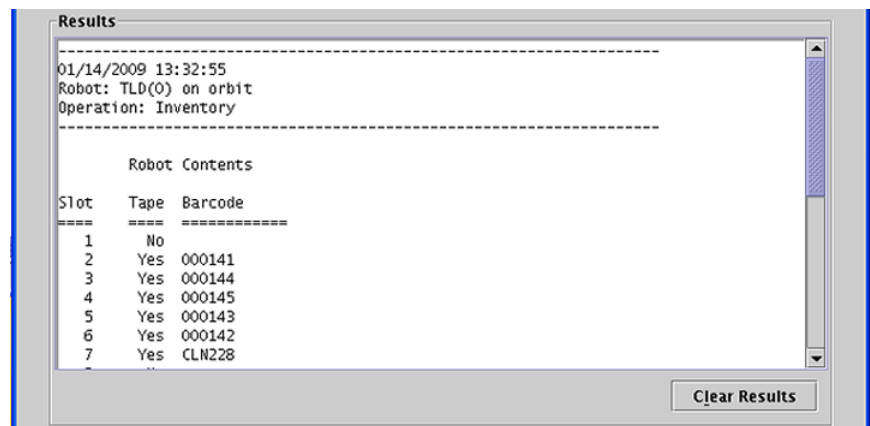 Results
-------------------------------------------------------------------
01/14/2009 13:32:55
Robot: TLD(0) on orbit
Operation: Inventory
-------------------------------------------------------------------
Robot Contents
Slot Tape Barcode
==== ==== ============
1 No
2 Yes 000141
3 Yes 000144
4 Yes 000145
5 Yes 000143
6 Yes 000142
7 Yes CLN228
Clear Results